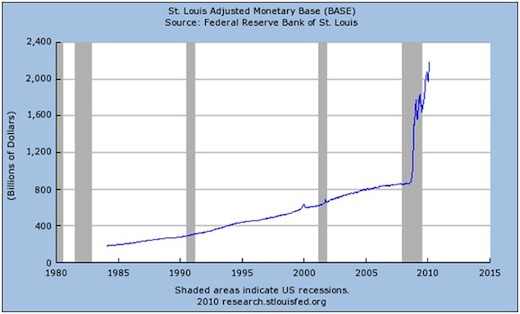 St. Louis Adjusted Monetary Base (BASE)
Source: Federal Reserve Bank of St. Louis
2,400
2,000
1,600
1,200
800
400
0
(Billions of Dollars)
1980 1985 1990 1995 2000 2005 2010 2015
Shaded areas indicate US recessions.
2010 research.stlouisfed.org